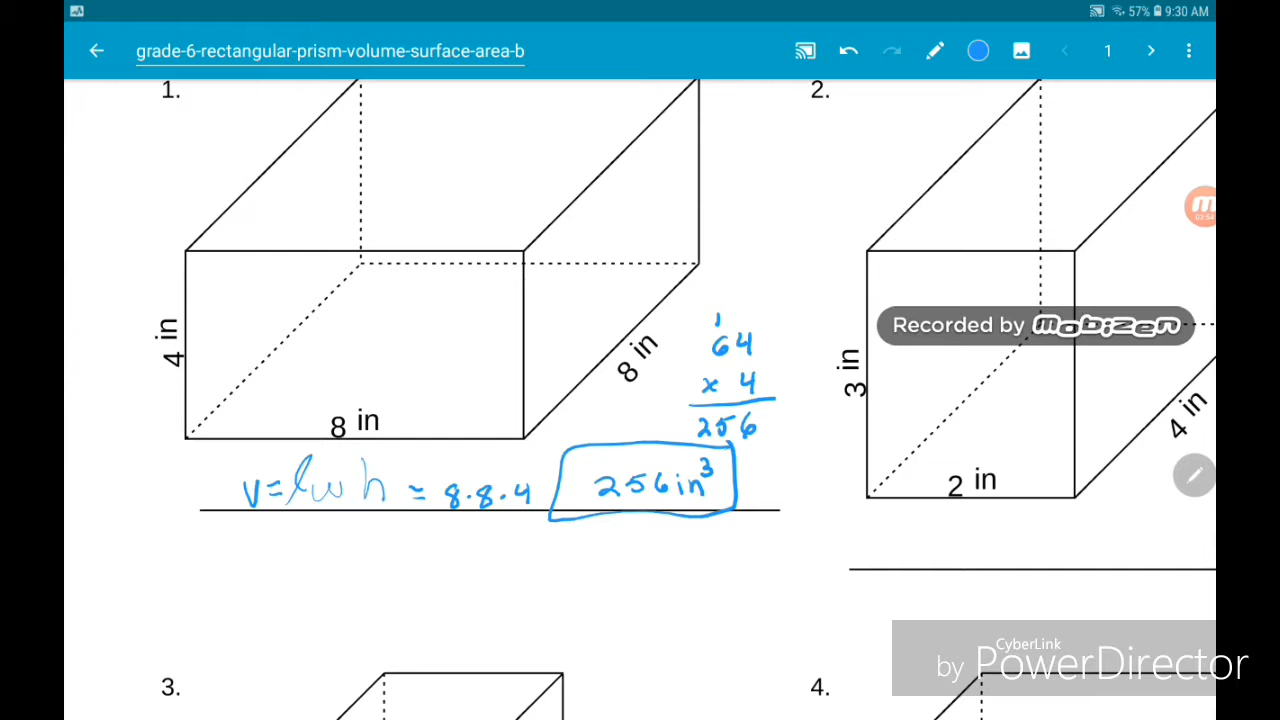 57% 9:30 AM
grade-6-rectangular-prism-volume-surface-area-b
1
1.
2.
03:54
Recorded by mobizen
4 in
8 in
8 in
1
64
x 4
256
V = l w h = 8.8.4 256 in³
3 in
4 in
2 in
3.
4.
CyberLink
by PowerDirector